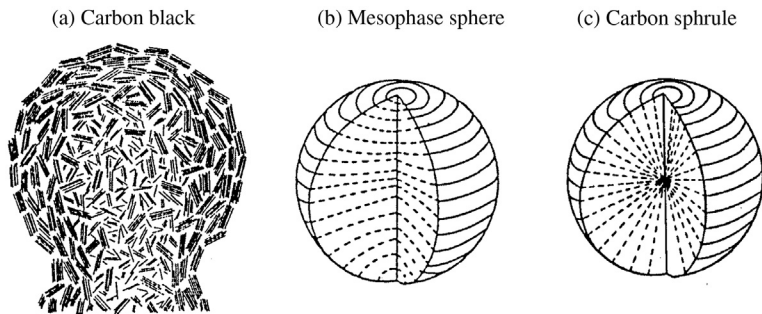 (a) Carbon black
(b) Mesophase sphere
(c) Carbon sphrule